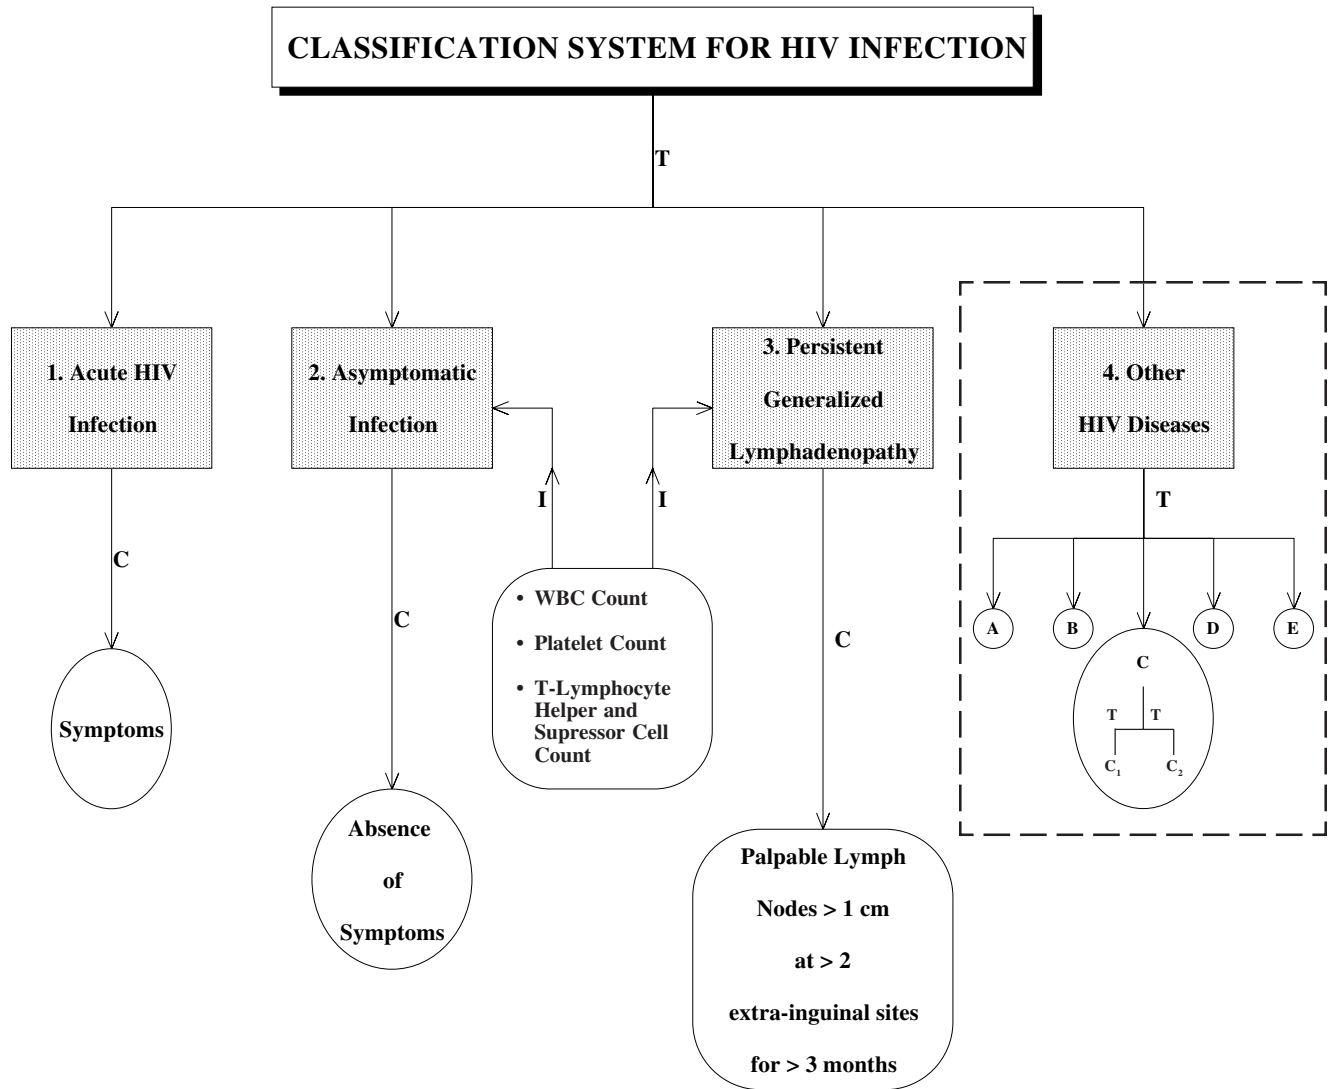 CLASSIFICATION SYSTEM FOR HIV INFECTION
T
1. Acute HIV
Infection
2. Asymptomatic
Infection
3. Persistent
Generalized
Lymphadenopathy
4. Other
HIV Diseases
I
I
T
C
C
C
• WBC Count
• Platelet Count
• T-Lymphocyte
Helper and
Supressor Cell
Count
A
B
D
E
C
T
T
C₁
C₂
Symptoms
Absence
of
Symptoms
Palpable Lymph
Nodes > 1 cm
at > 2
extra-inguinal sites
for > 3 months